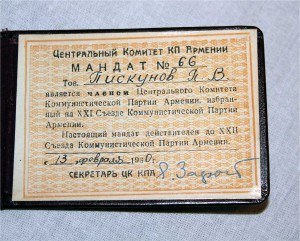 Центральный Комитет КП Армении
МАНДАТ № 66
Тов. Пискунов П. В.
является членом Центрального Комитета
Коммунистической Партии Армении, избран-
ный на XXI Съезде Коммунистической Партии
Армении.
Настоящий мандат действителен до XXII
Съезда Коммунистической Партии Армении.
с 13 февраля 1960 г.
СЕКРЕТАРЬ ЦК КПА